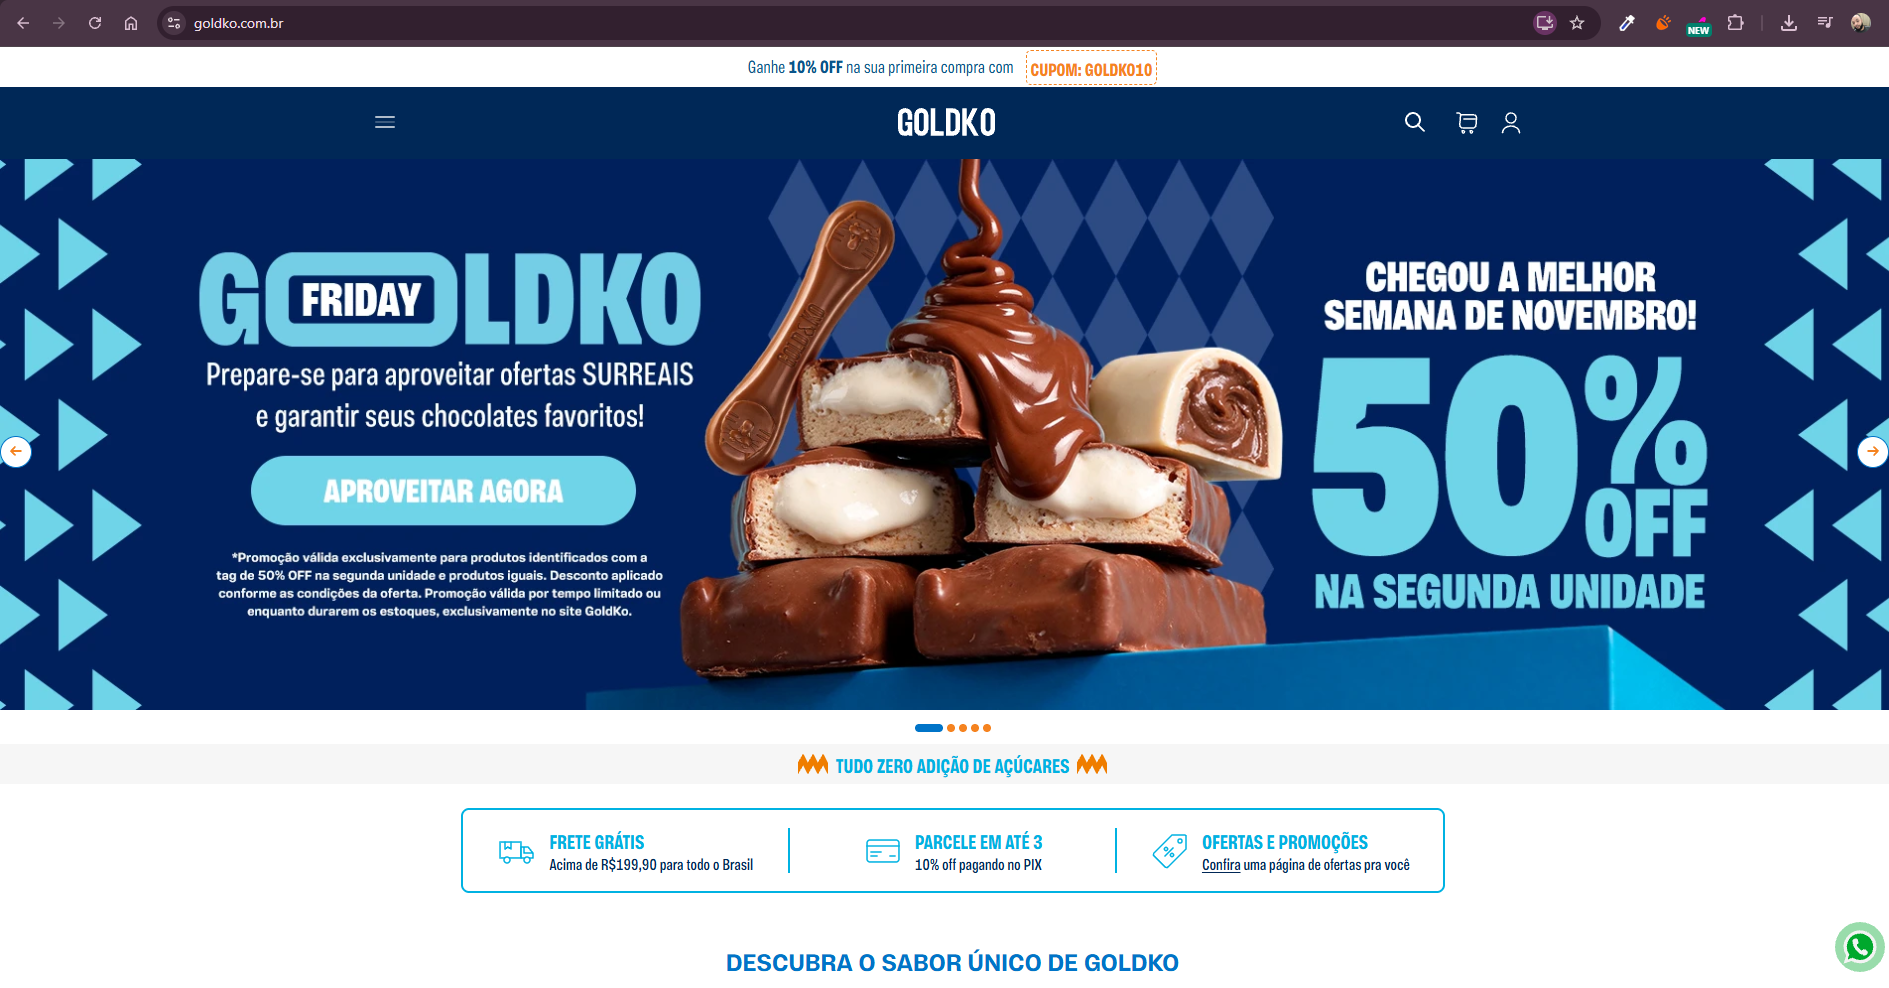 goldko.com.br
NEW
Ganhe 10% OFF na sua primeira compra com
CUPOM: GOLDKO10
GOLDKO
GOLDKO
FRIDAY
Prepare-se para aproveitar ofertas SURREAIS
e garantir seus chocolates favoritos!
APROVEITAR AGORA
*Promoção válida exclusivamente para produtos identificados com a
tag de 50% OFF na segunda unidade e produtos iguais. Desconto aplicado
conforme as condições da oferta. Promoção válida por tempo limitado ou
enquanto durarem os estoques, exclusivamente no site GoldKo.
CHEGOU A MELHOR
SEMANA DE NOVEMBRO!
50%
OFF
NA SEGUNDA UNIDADE
TUDO ZERO ADIÇÃO DE AÇÚCARES
FRETE GRÁTIS
Acima de R$199,90 para todo o Brasil
PARCELE EM ATÉ 3
10% off pagando no PIX
OFERTAS E PROMOÇÕES
Confira uma página de ofertas pra você
DESCUBRA O SABOR ÚNICO DE GOLDKO